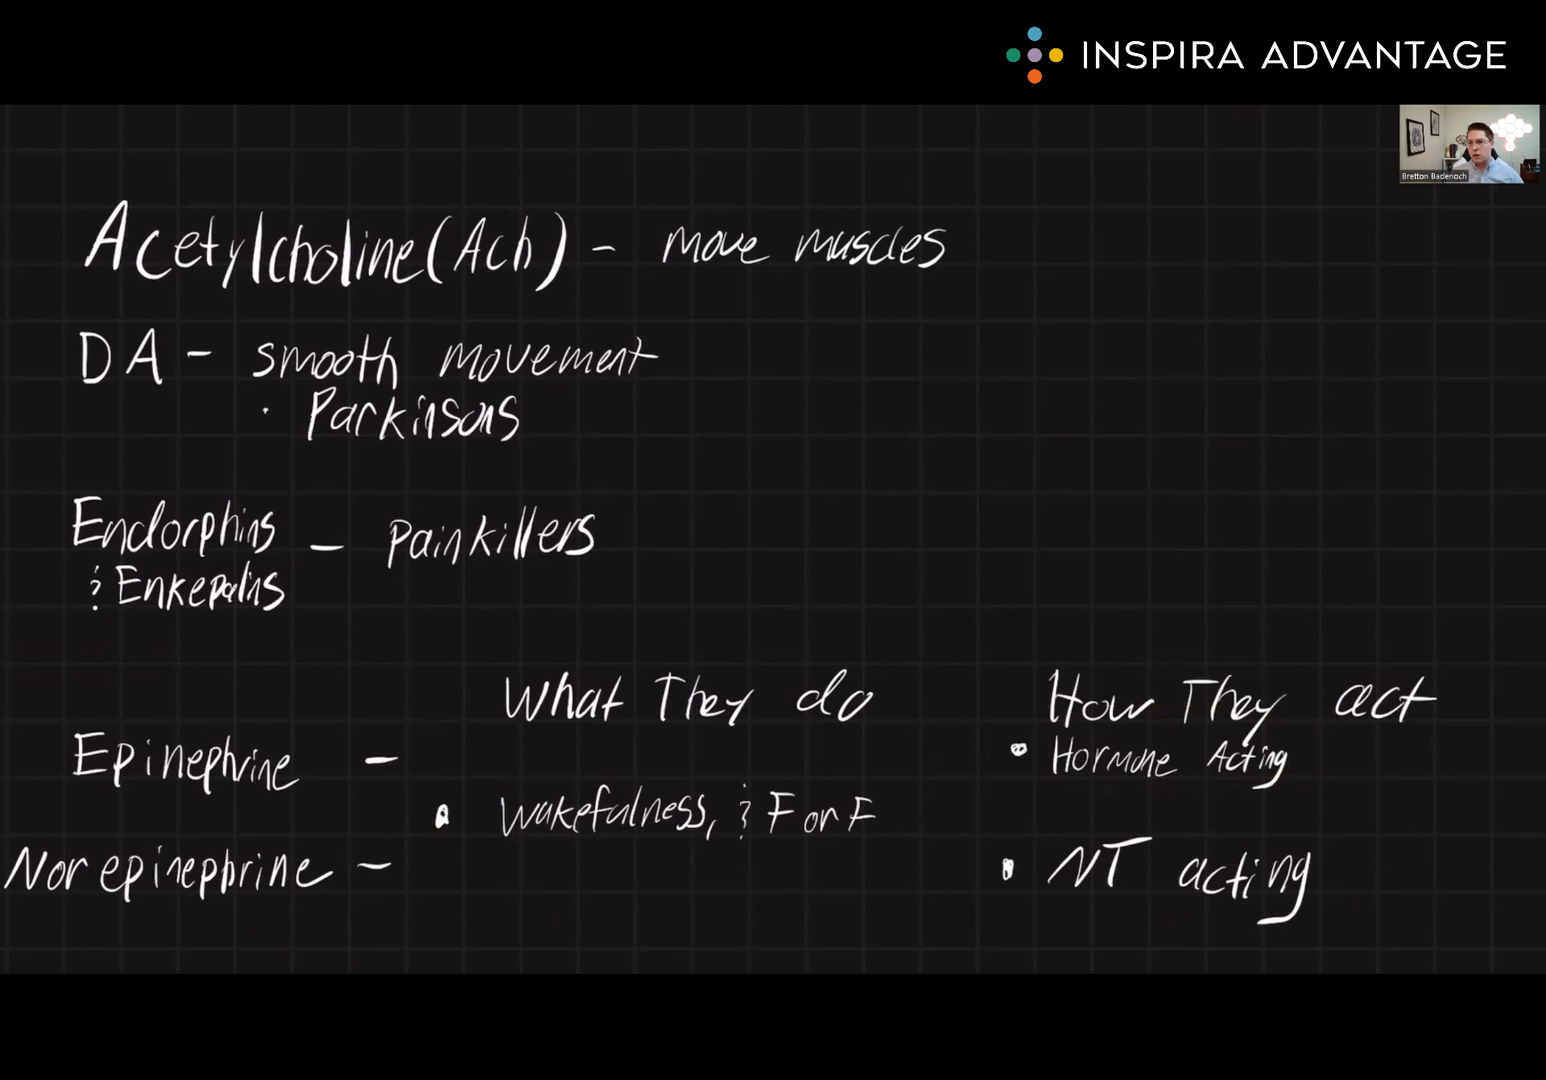 INSPIRA ADVANTAGE
Bretton Badenoch
Acetylcholine(Ach) - move muscles
DA - smooth movement
· Parkinsons
Endorphins - Painkillers
& Enkepalins
What They do
How They act
Epinephrine -
• Hormone Acting
• Wakefulness, & F or F
Norepinephrine -
• NT acting